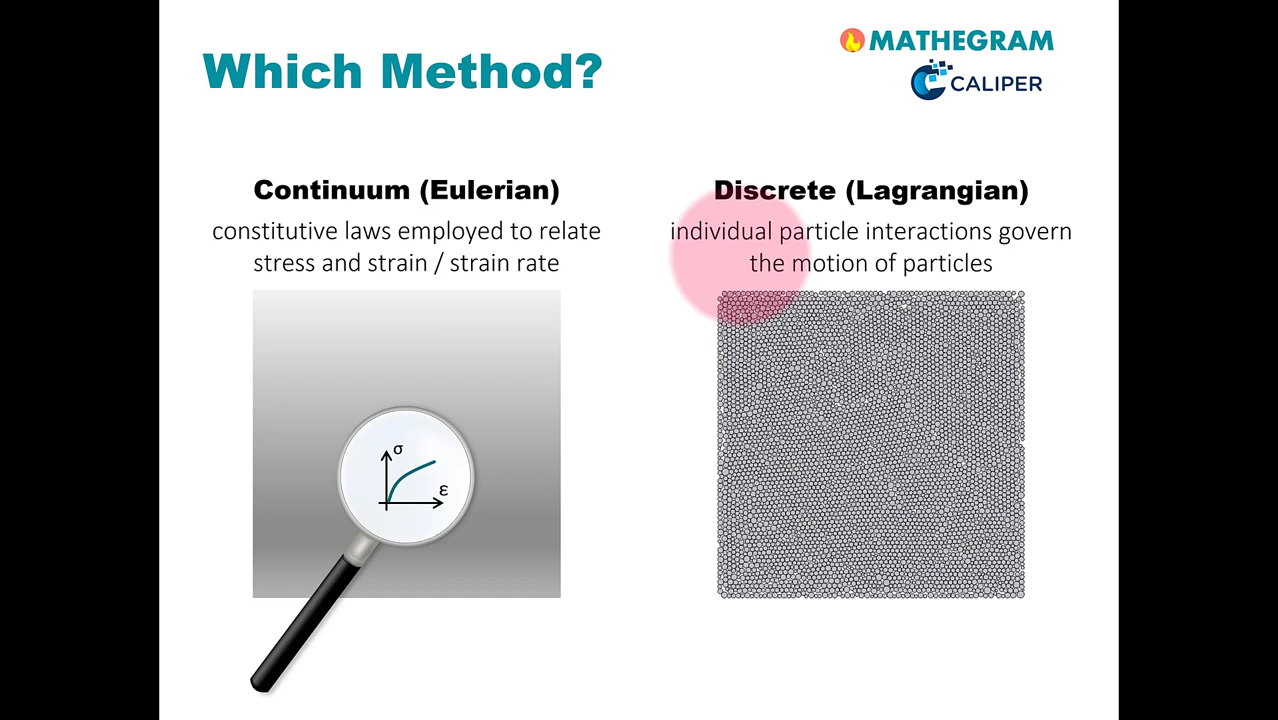 Which Method?
MATHEGRAM
CALIPER
Continuum (Eulerian)
constitutive laws employed to relate
stress and strain / strain rate
σ
ε
Discrete (Lagrangian)
individual particle interactions govern
the motion of particles